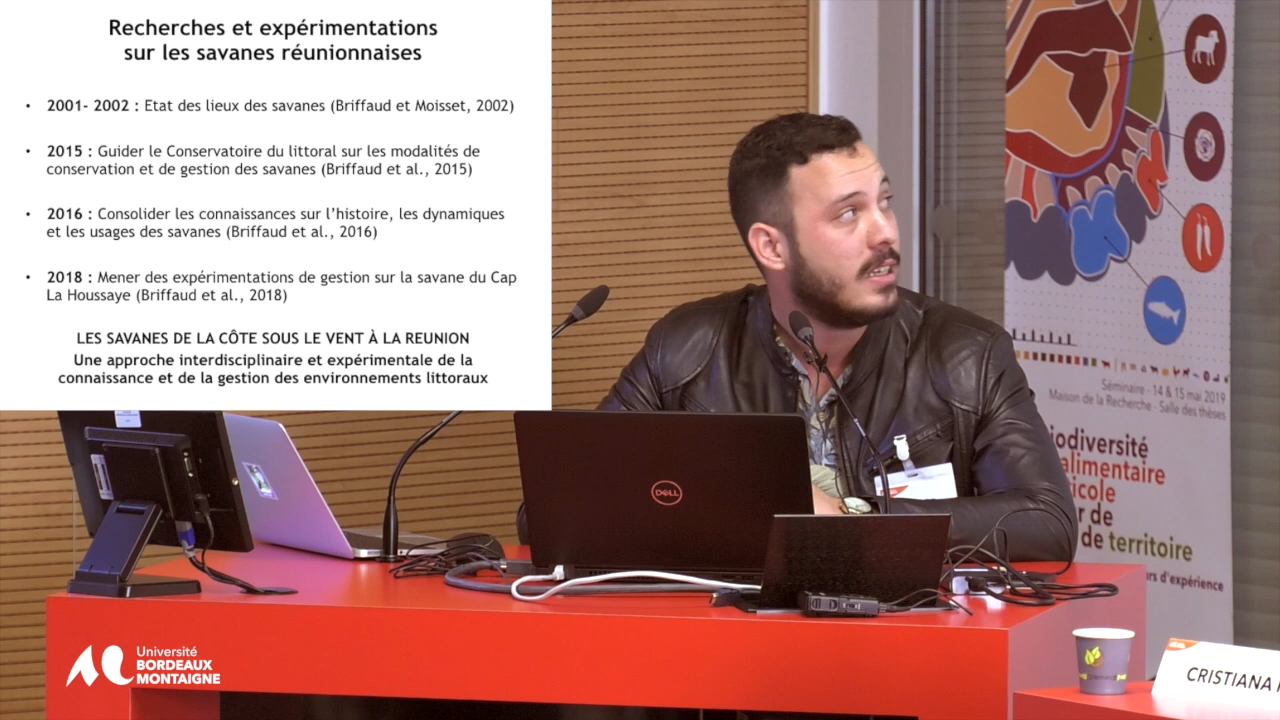 Recherches et expérimentations
sur les savanes réunionnaises
• 2001- 2002 : Etat des lieux des savanes (Briffaud et Moisset, 2002)
• 2015 : Guider le Conservatoire du littoral sur les modalités de
conservation et de gestion des savanes (Briffaud et al., 2015)
• 2016 : Consolider les connaissances sur l'histoire, les dynamiques
et les usages des savanes (Briffaud et al., 2016)
• 2018 : Mener des expérimentations de gestion sur la savane du Cap
La Houssaye (Briffaud et al., 2018)
LES SAVANES DE LA CÔTE SOUS LE VENT À LA REUNION
Une approche interdisciplinaire et expérimentale de la
connaissance et de la gestion des environnements littoraux
Séminaire - 14 & 15 mai 2019
Maison de la Recherche - Salle des thèses
iodiversité
alimentaire
icole
r de
de territoire
rs d'expérience
DELL
Université
BORDEAUX
MONTAIGNE
CRISTIANA